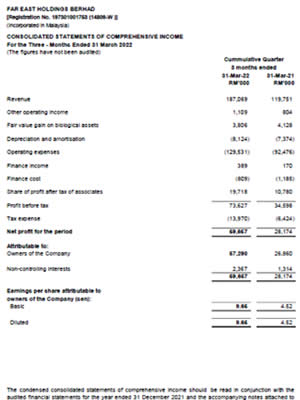 FAR EAST HOLDINGS BERHAD
[Registration No. 197301001753 (14809-W )]
(Incorporated in Malaysia)
CONSOLIDATED STATEMENTS OF COMPREHENSIVE INCOME
For the Three - Months Ended 31 March 2022
(The figures have not been audited)
Cummulative Quarter
3 months ended
31-Mar-22 31-Mar-21
RM'000 RM'000
Revenue 187,069 119,751
Other operating income 1,109 804
Fair value gain on biological assets 3,806 4,128
Depreciation and amortisation (8,124) (7,374)
Operating expenses (129,531) (92,476)
Finance income 389 170
Finance cost (809) (1,185)
Share of profit after tax of associates 19,718 10,780
Profit before tax 73,627 34,598
Tax expense (13,970) (6,424)
Net profit for the period 59,657 28,174
Attributable to:
Owners of the Company 57,290 26,860
Non-controlling interests 2,367 1,314
59,657 28,174
Earnings per share attributable to
owners of the Company (sen):
Basic 9.65 4.52
Diluted 9.65 4.52
The condensed consolidated statements of comprehensive income should be read in conjunction with the
audited financial statements for the year ended 31 December 2021 and the accompanying notes attached to